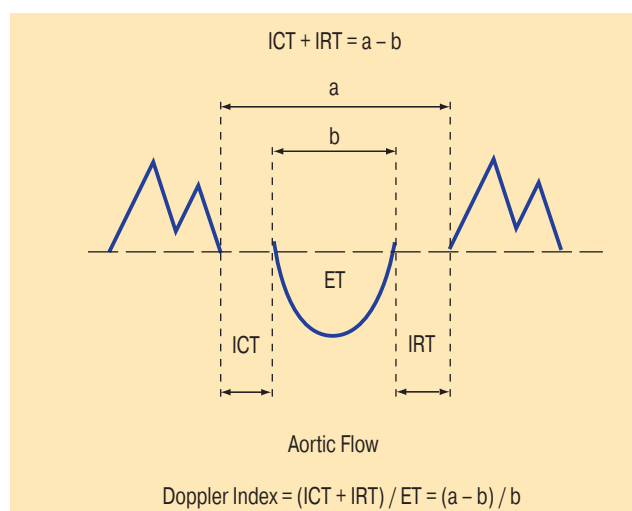 ICT + IRT = a – b
a
b
ET
ICT
IRT
Aortic Flow
Doppler Index = (ICT + IRT) / ET = (a – b) / b